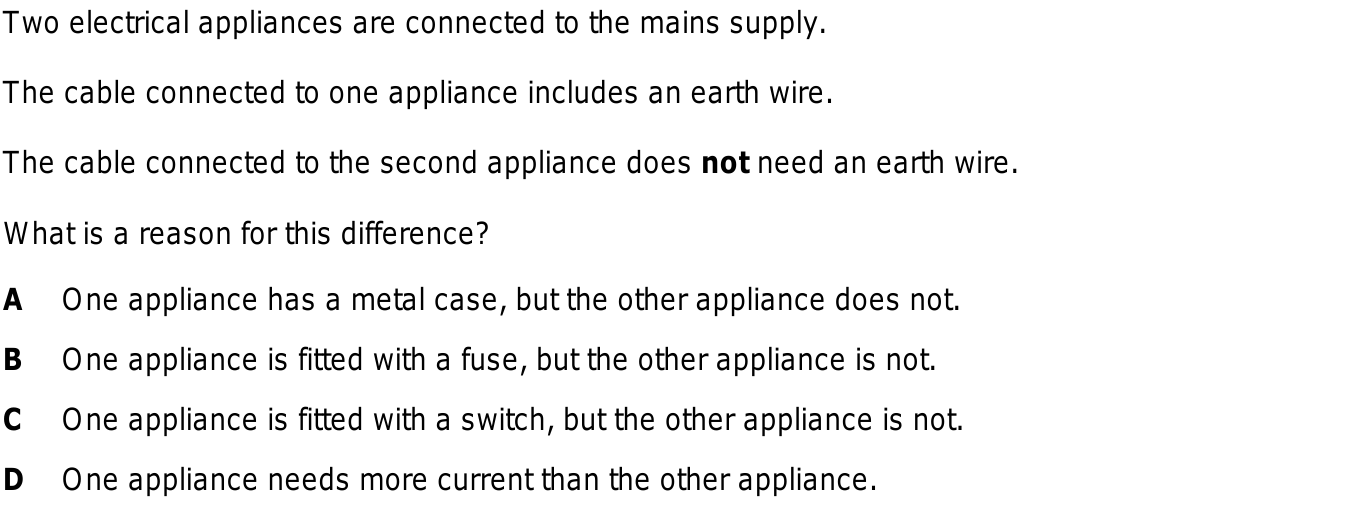 Two electrical appliances are connected to the mains supply.
The cable connected to one appliance includes an earth wire.
The cable connected to the second appliance does not need an earth wire.
What is a reason for this difference?
A One appliance has a metal case, but the other appliance does not.
B One appliance is fitted with a fuse, but the other appliance is not.
C One appliance is fitted with a switch, but the other appliance is not.
D One appliance needs more current than the other appliance.